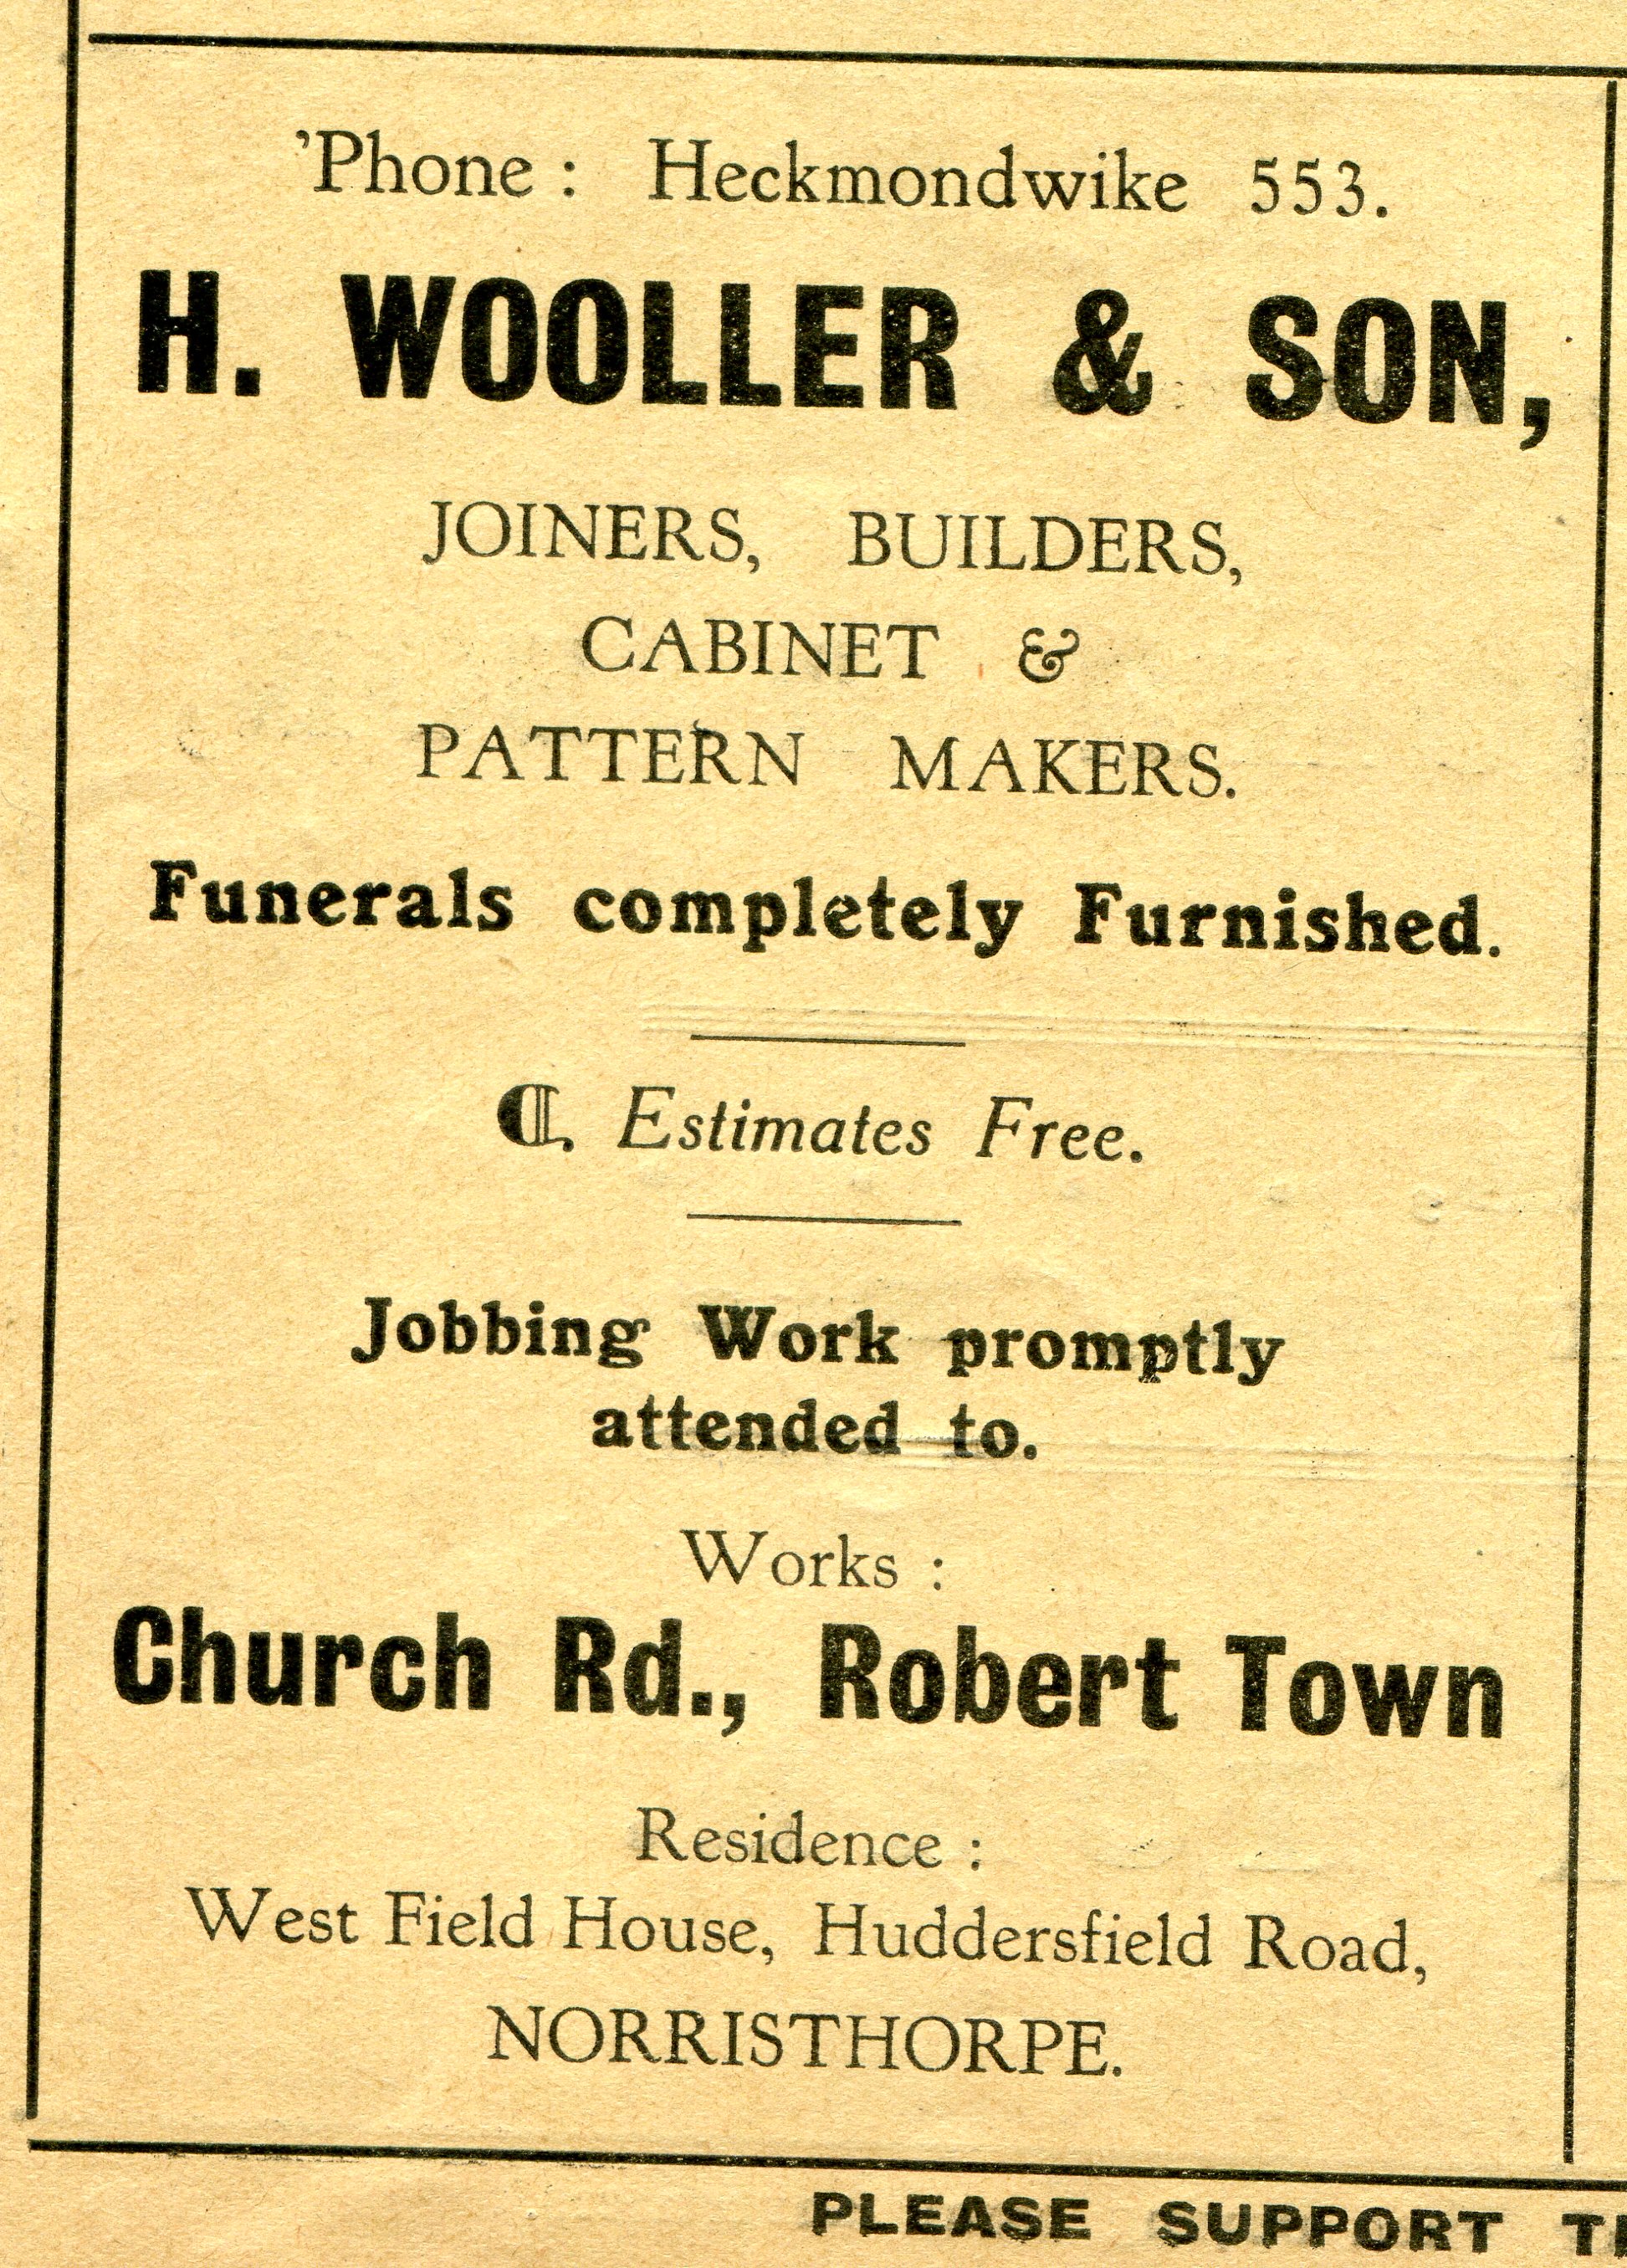 'Phone : Heckmondwike 553.
H. WOOLLER & SON,
JOINERS, BUILDERS,
CABINET &
PATTERN MAKERS.
Funerals completely Furnished.
Estimates Free.
Jobbing Work promptly
attended to.
Works :
Church Rd., Robert Town
Residence :
West Field House, Huddersfield Road,
NORRISTHORPE.
PLEASE SUPPORT